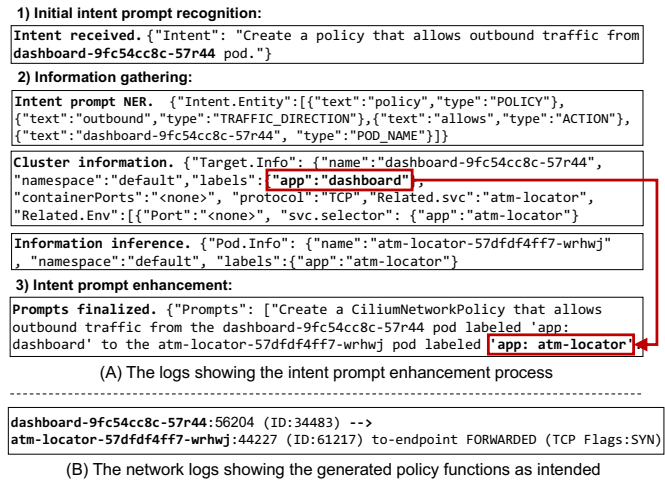 1) Initial intent prompt recognition:
Intent received. {"Intent": "Create a policy that allows outbound traffic from
dashboard-9fc54cc8c-57r44 pod."}
2) Information gathering:
Intent prompt NER. {"Intent.Entity":[{"text":"policy","type":"POLICY"},
{"text":"outbound","type":"TRAFFIC_DIRECTION"},{"text":"allows","type":"ACTION"},
{"text":"dashboard-9fc54cc8c-57r44", "type":"POD_NAME"}]}
Cluster information. {"Target.Info": {"name":"dashboard-9fc54cc8c-57r44",
"namespace":"default","labels":{"app":"dashboard"},
"containerPorts":"<none>", "protocol":"TCP","Related.svc":"atm-locator",
"Related.Env":[{"Port":"<none>", "svc.selector": {"app":"atm-locator"}
Information inference. {"Pod.Info": {"name":"atm-locator-57dfdf4ff7-wrhwj"
, "namespace":"default", "labels":{"app":"atm-locator"}
3) Intent prompt enhancement:
Prompts finalized. {"Prompts": ["Create a CiliumNetworkPolicy that allows
outbound traffic from the dashboard-9fc54cc8c-57r44 pod labeled 'app:
dashboard' to the atm-locator-57dfdf4ff7-wrhwj pod labeled 'app: atm-locator'
(A) The logs showing the intent prompt enhancement process
dashboard-9fc54cc8c-57r44:56204 (ID:34483) -->
atm-locator-57dfdf4ff7-wrhwj:44227 (ID:61217) to-endpoint FORWARDED (TCP Flags:SYN)
(B) The network logs showing the generated policy functions as intended